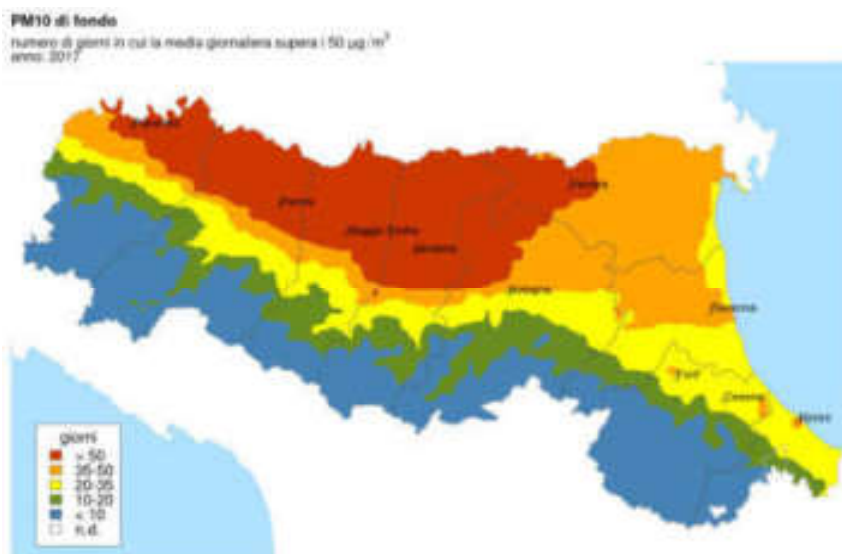 PM10 di fondo
numero di giorni in cui la media giornaliera supera i 50 µg/m³
anno: 2017
Piacenza
Parma
Reggio Emilia
Modena
Ferrara
Bologna
Ravenna
Forlì
Cesena
Rimini
giorni
> 50
35-50
20-35
10-20
< 10
n.d.